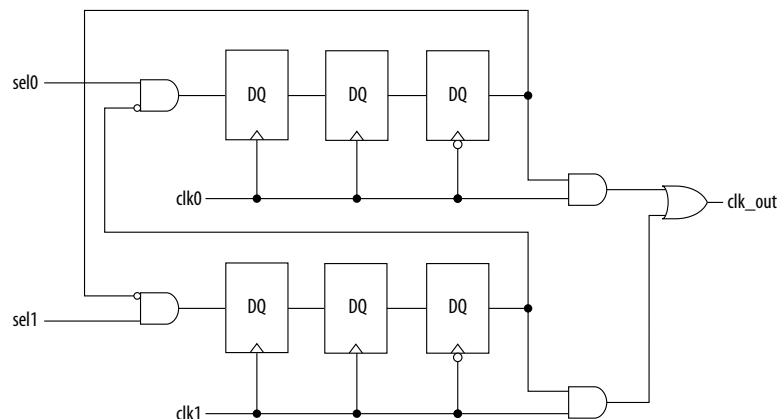 sel0
DQ DQ DQ
clk0
clk_out
sel1
DQ DQ DQ
clk1